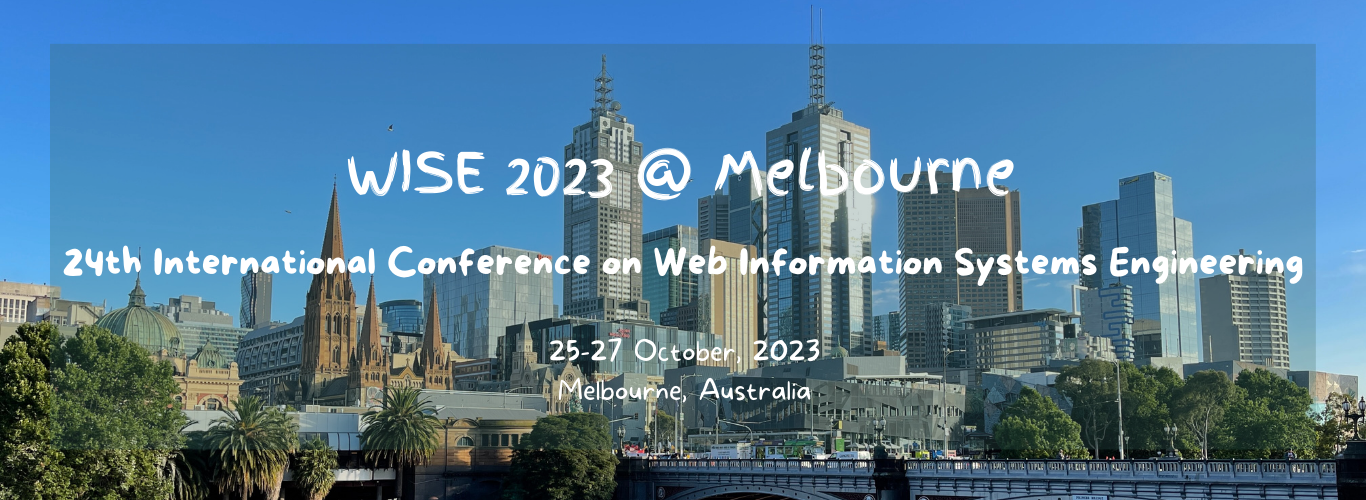 WISE 2023 @ Melbourne
24th International Conference on Web Information Systems Engineering
25-27 October, 2023
Melbourne, Australia